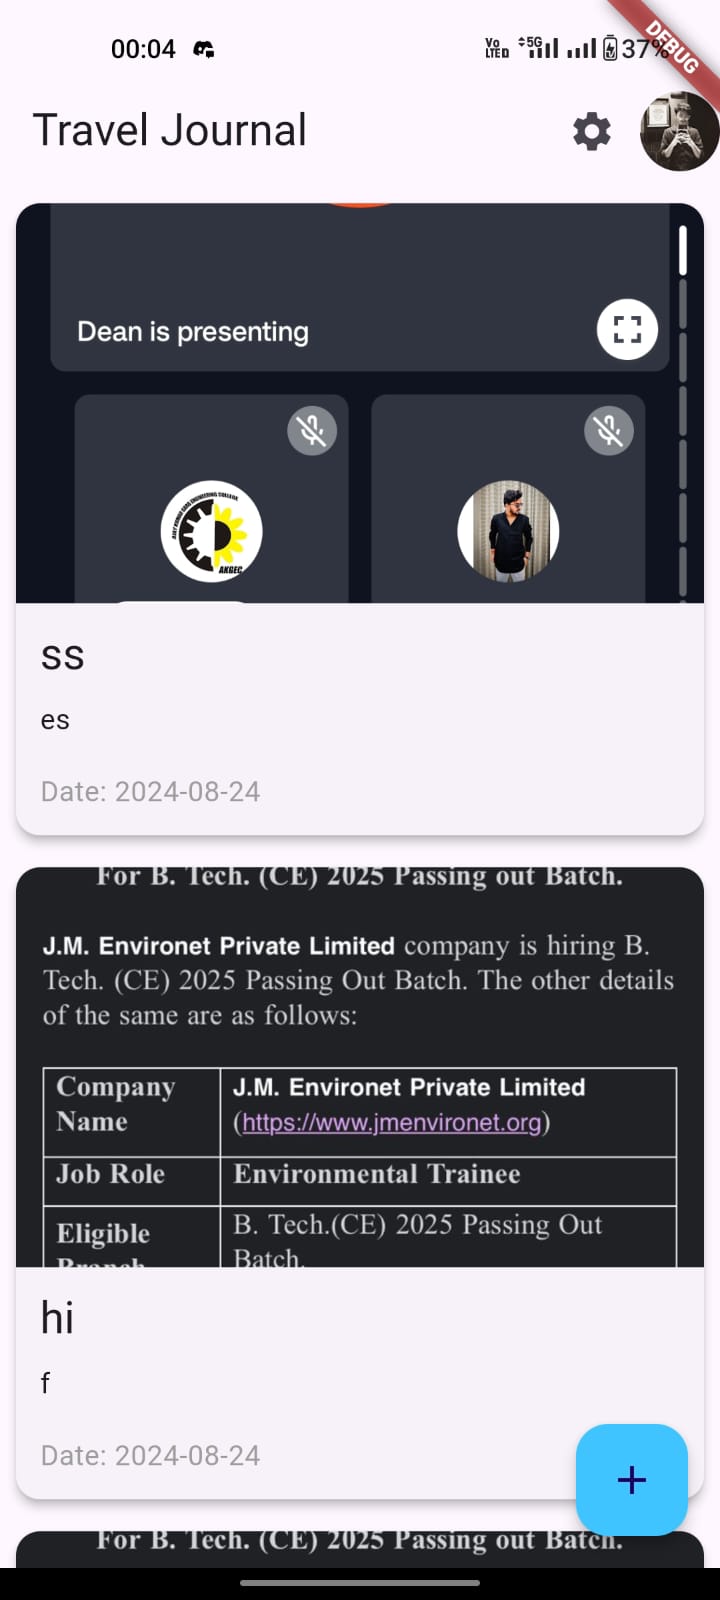 00:04
Vo
LTE
5G
37%
DEBUG
Travel Journal
Dean is presenting
AKGEC
ss
es
Date: 2024-08-24
For B. Tech. (CE) 2025 Passing out Batch.
J.M. Environet Private Limited company is hiring B.
Tech. (CE) 2025 Passing Out Batch. The other details
of the same are as follows:
Company
Name
J.M. Environet Private Limited
(https://www.jmenvironet.org)
Job Role
Environmental Trainee
Eligible
Branch
B. Tech.(CE) 2025 Passing Out
Batch.
hi
f
Date: 2024-08-24
+
For B. Tech. (CE) 2025 Passing out Batch.